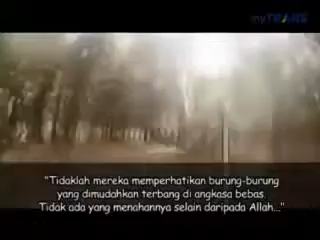 myTRANS
"Tidaklah mereka memperhatikan burung-burung
yang dimudahkan terbang di angkasa bebas
Tidak ada yang menahannya selain daripada Allah..."